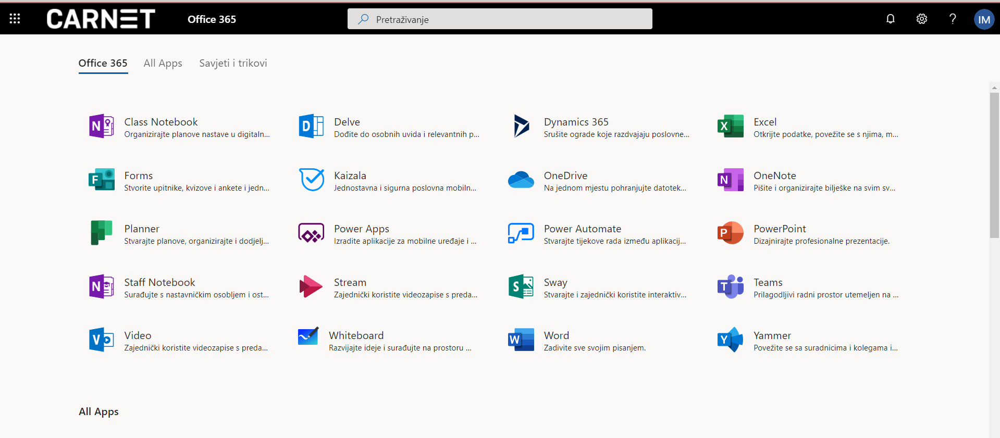 CARNET
Office 365
Pretraživanje
IM
Office 365
All Apps
Savjeti i trikovi
Class Notebook
Organizirajte planove nastave u digitaln...
Delve
Dođite do osobnih uvida i relevantnih p...
Dynamics 365
Srušite ograde koje razdvajaju poslovne...
Excel
Otkrijte podatke, povežite se s njima, m...
Forms
Stvorite upitnike, kvizove i ankete i jedn...
Kaizala
Jednostavna i sigurna poslovna mobiln...
OneDrive
Na jednom mjestu pohranjujte datotek...
OneNote
Pišite i organizirajte bilješke na svim sv...
Planner
Stvarajte planove, organizirajte i dodjelj...
Power Apps
Izradite aplikacije za mobilne uređaje i ...
Power Automate
Stvarajte tijekove rada između aplikacij...
PowerPoint
Dizajnirajte profesionalne prezentacije.
Staff Notebook
Surađujte s nastavničkim osobljem i ost...
Stream
Zajednički koristite videozapise s preda...
Sway
Stvarajte i zajednički koristite interaktiv...
Teams
Prilagodljivi radni prostor utemeljen na ...
Video
Zajednički koristite videozapise s preda...
Whiteboard
Razvijajte ideje i surađujte na prostoru ...
Word
Zadivite sve svojim pisanjem.
Yammer
Povežite se sa suradnicima i kolegama i...
All Apps